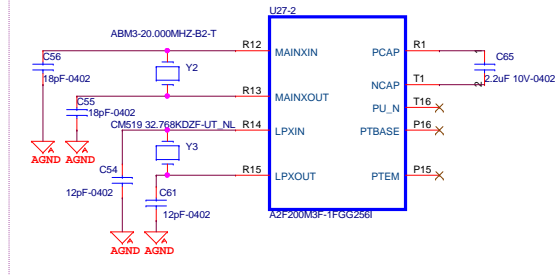 U27-2
ABM3-20.000MHZ-B2-T
C56
18pF-0402
Y2
R12
MAINXIN
PCAP
R1
1
C65
2.2uF 10V-0402
2
NCAP
T1
C55
18pF-0402
R13
MAINXOUT
PU_N
T16
CM519 32.768KDZF-UT_NL
R14
LPXIN
PTBASE
P16
AGND
AGND
Y3
C54
12pF-0402
C61
12pF-0402
R15
LPXOUT
PTEM
P15
A2F200M3F-1FGG256I
AGND
AGND